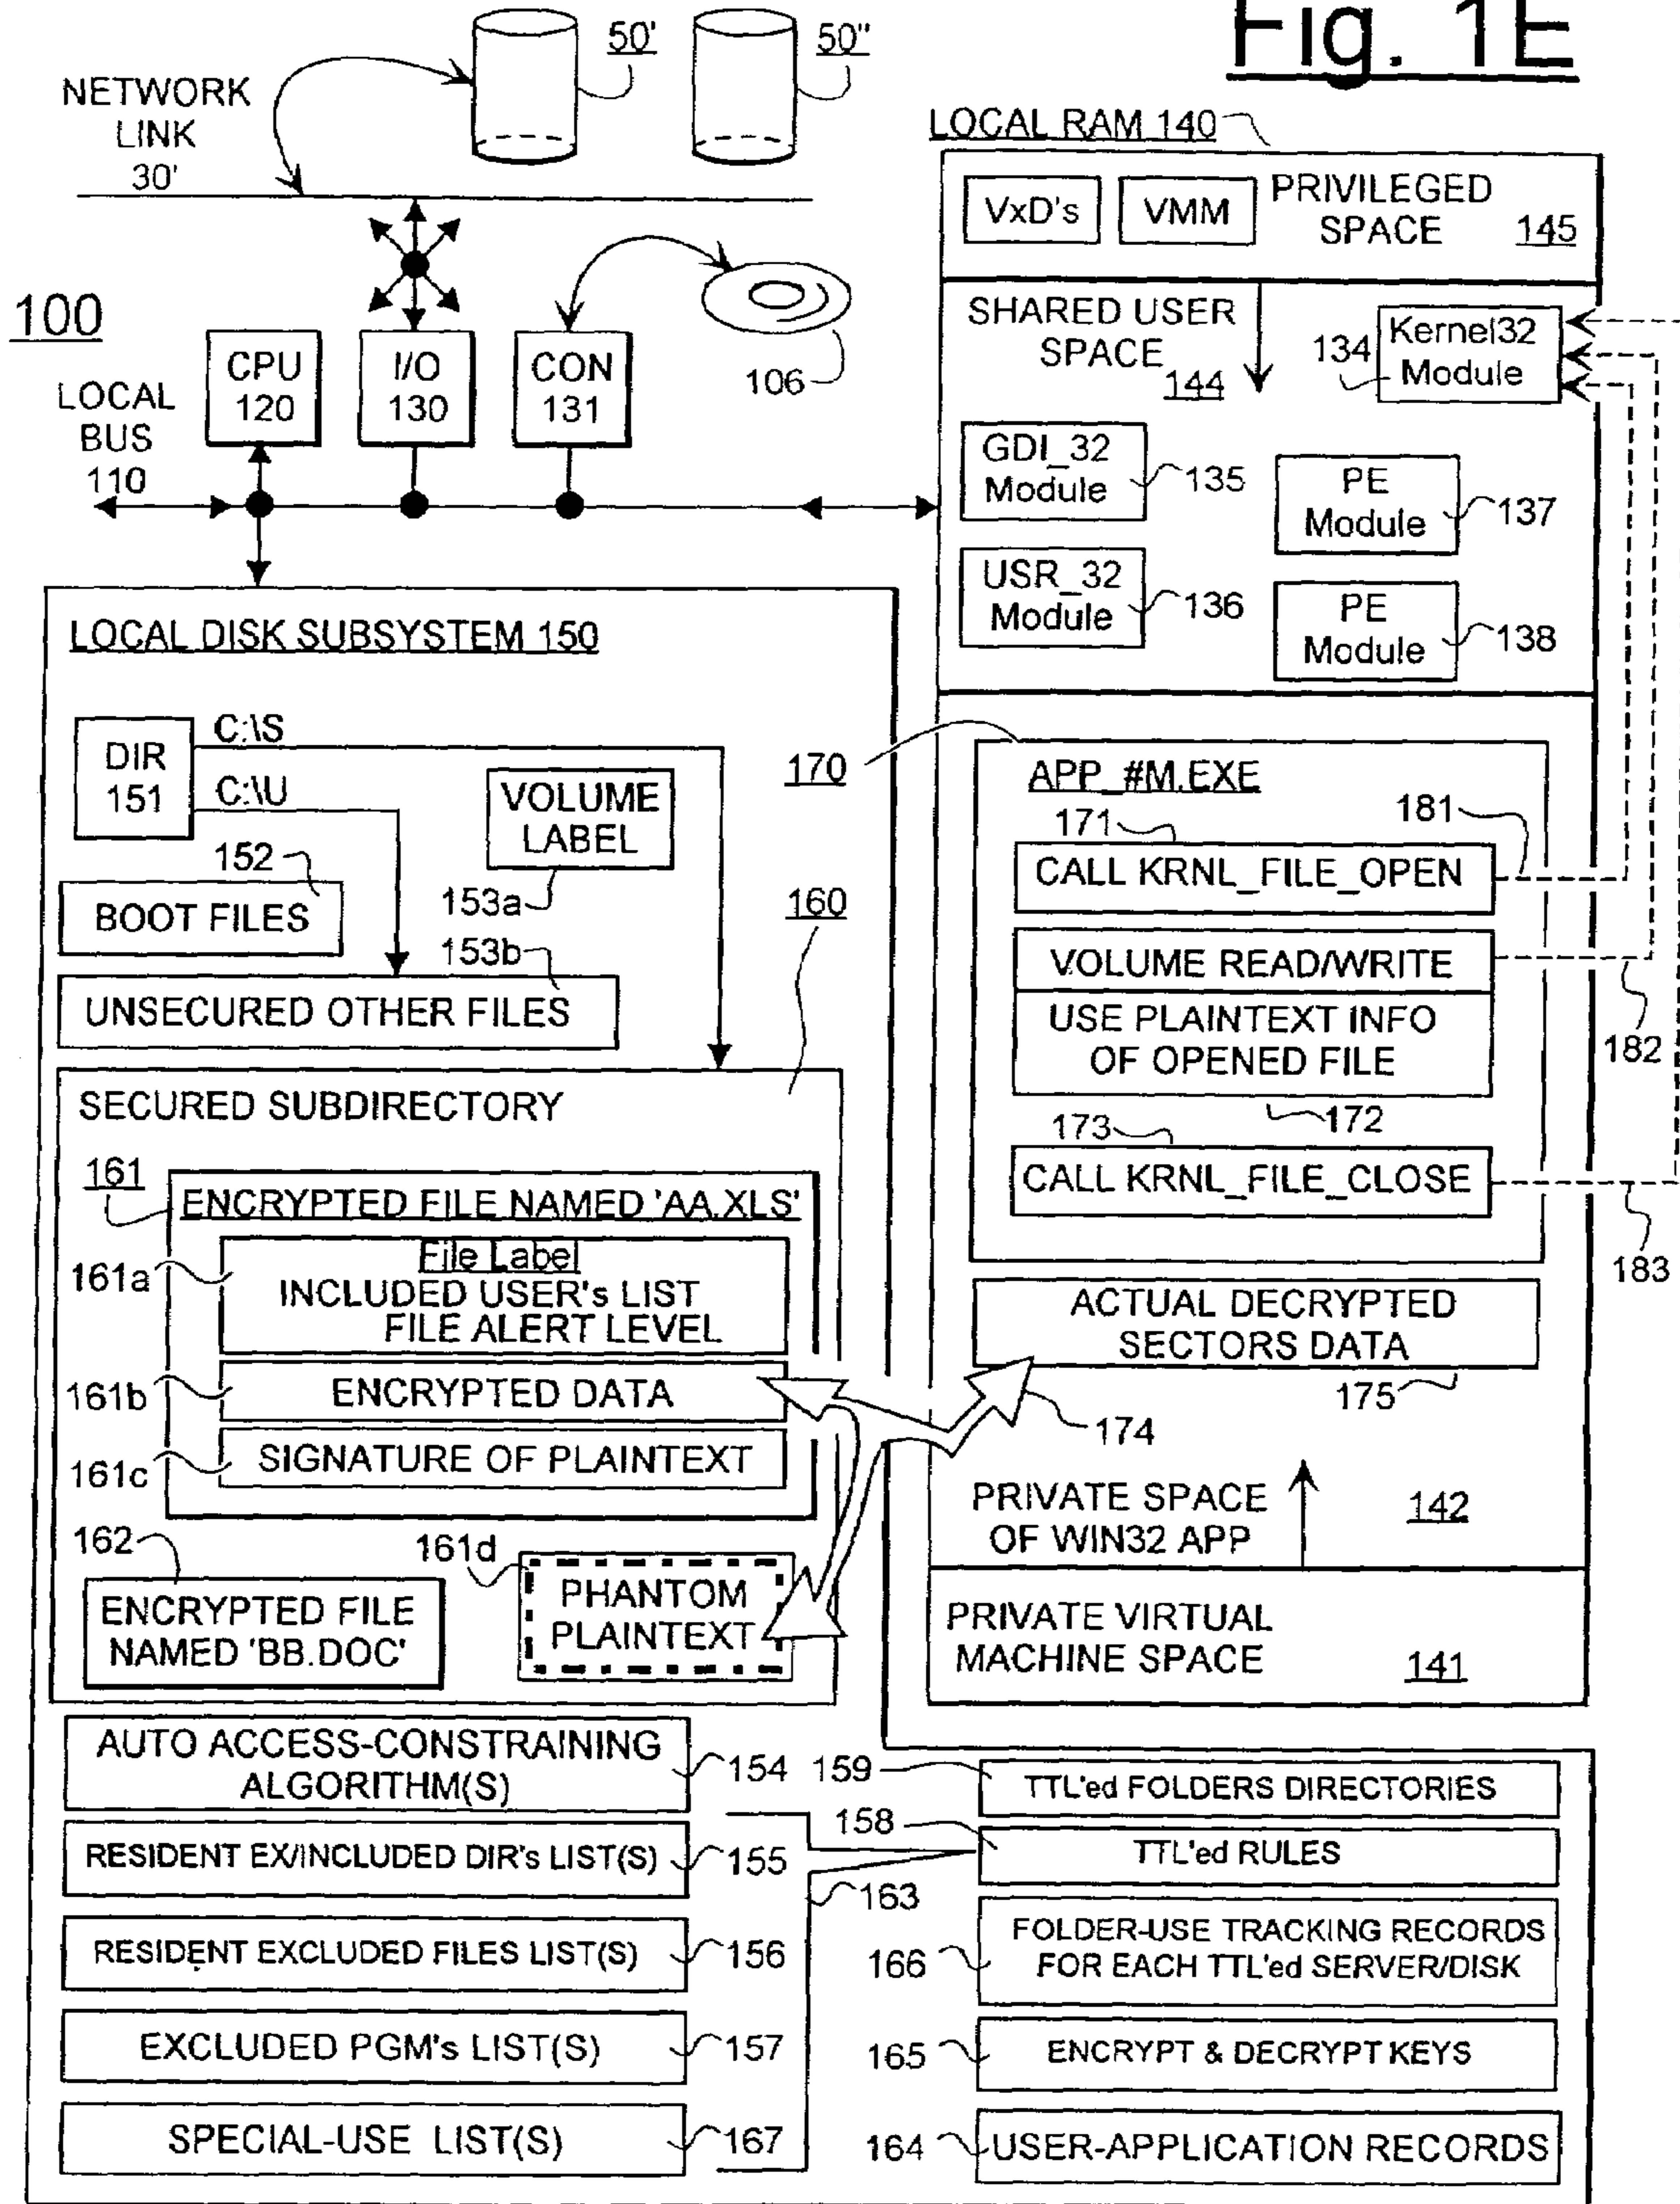 Fig. 1E
50'
50"
NETWORK
LINK
30'
LOCAL RAM 140
VxD's
VMM
PRIVILEGED
SPACE
145
100
LOCAL
BUS
110
CPU
120
I/O
130
CON
131
106
SHARED USER
SPACE
144
134
Kernel32
Module
GDI_32
Module
135
PE
Module
137
USR_32
Module
136
PE
Module
138
LOCAL DISK SUBSYSTEM 150
DIR
151
C:\S
C:\U
VOLUME
LABEL
153a
152
BOOT FILES
153b
UNSECURED OTHER FILES
160
SECURED SUBDIRECTORY
161
ENCRYPTED FILE NAMED 'AA.XLS'
161a
File Label
INCLUDED USER's LIST
FILE ALERT LEVEL
161b
ENCRYPTED DATA
161c
SIGNATURE OF PLAINTEXT
162
ENCRYPTED FILE
NAMED 'BB.DOC'
161d
PHANTOM
PLAINTEXT
170
APP_#M.EXE
171
181
CALL KRNL_FILE_OPEN
VOLUME READ/WRITE
USE PLAINTEXT INFO
OF OPENED FILE
182
172
173
CALL KRNL_FILE_CLOSE
183
ACTUAL DECRYPTED
SECTORS DATA
175
174
PRIVATE SPACE
OF WIN32 APP
142
PRIVATE VIRTUAL
MACHINE SPACE
141
AUTO ACCESS-CONSTRAINING
ALGORITHM(S)
154
RESIDENT EX/INCLUDED DIR's LIST(S)
155
RESIDENT EXCLUDED FILES LIST(S)
156
EXCLUDED PGM's LIST(S)
157
SPECIAL-USE LIST(S)
167
163
159
TTL'ed FOLDERS DIRECTORIES
158
TTL'ed RULES
166
FOLDER-USE TRACKING RECORDS
FOR EACH TTL'ed SERVER/DISK
165
ENCRYPT & DECRYPT KEYS
164
USER-APPLICATION RECORDS